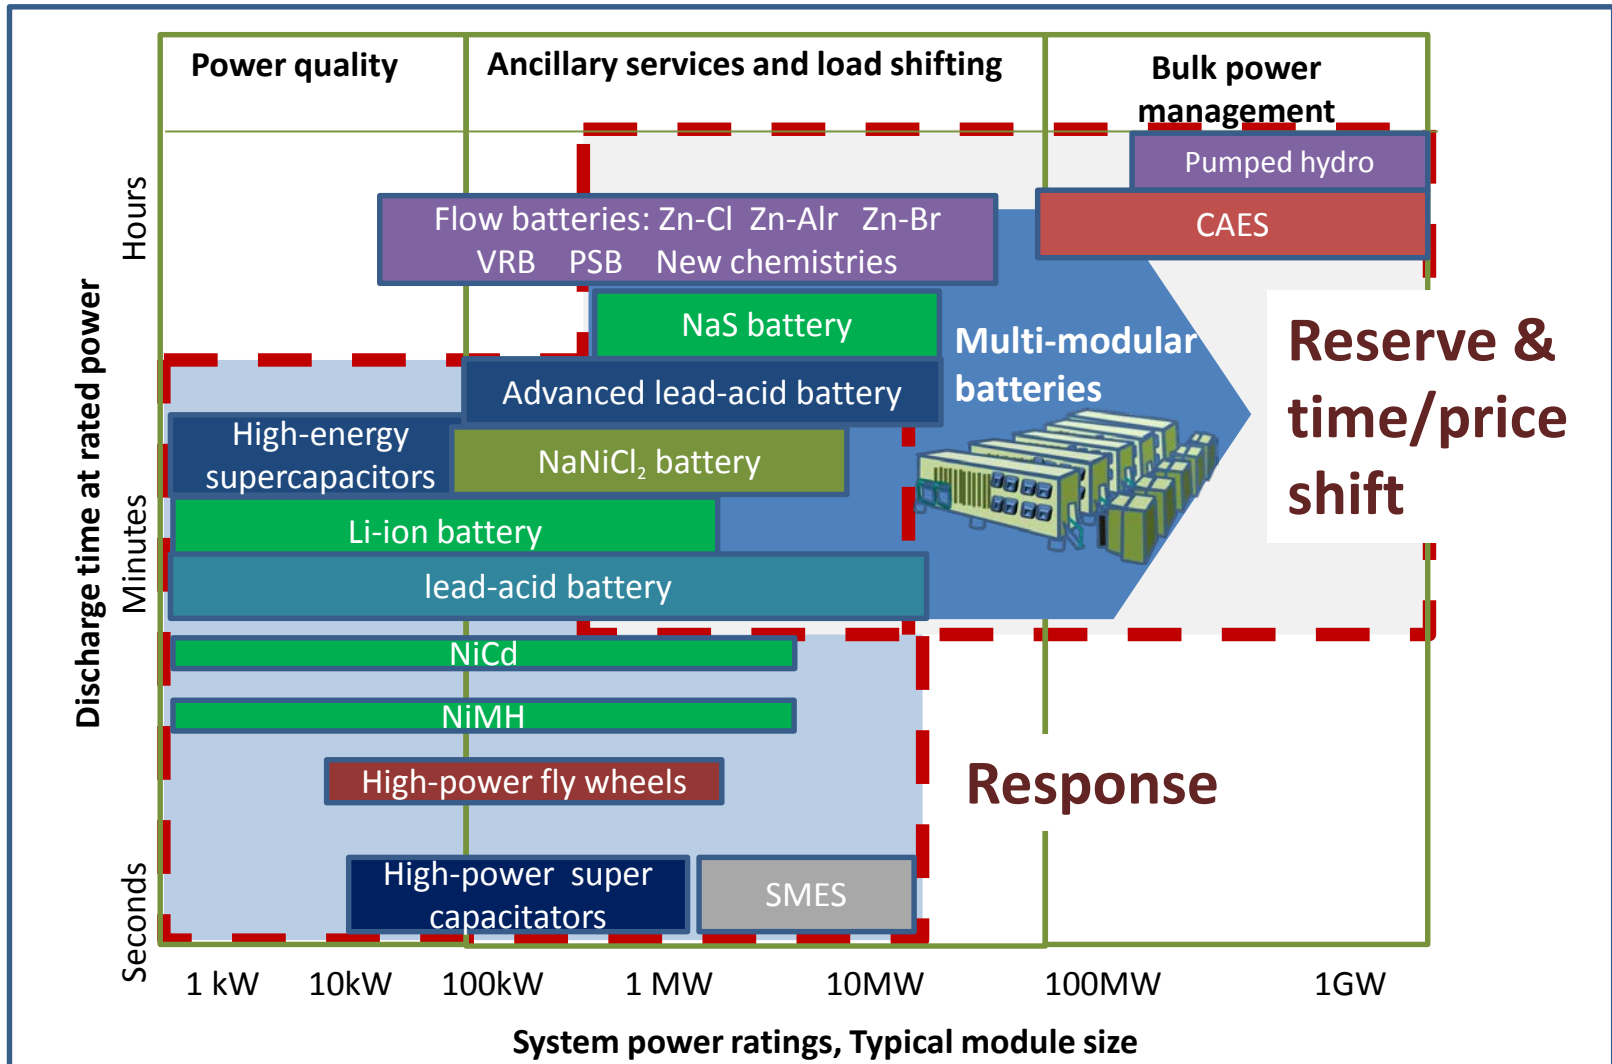 Power quality
Ancillary services and load shifting
Bulk power
management
Pumped hydro
Flow batteries: Zn-Cl Zn-Alr Zn-Br
VRB PSB New chemistries
CAES
NaS battery
Multi-modular
batteries
Reserve &
time/price
shift
Advanced lead-acid battery
High-energy
supercapacitors
NaNiCl₂ battery
Li-ion battery
lead-acid battery
NiCd
NiMH
High-power fly wheels
Response
High-power super
capacitators
SMES
Discharge time at rated power
Hours
Minutes
Seconds
1 kW 10kW 100kW 1 MW 10MW 100MW 1GW
System power ratings, Typical module size